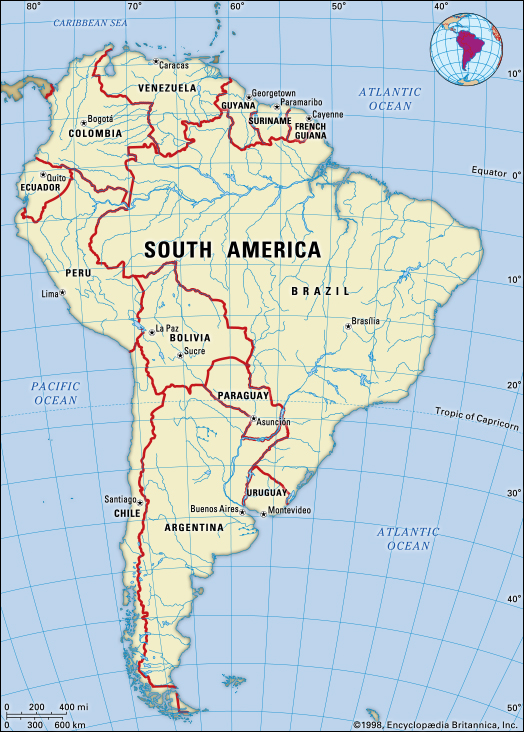 80°
70°
60°
50°
40°
CARIBBEAN SEA
Caracas
VENEZUELA
10°
Georgetown
GUYANA
Paramaribo
ATLANTIC
OCEAN
SURINAME
Cayenne
FRENCH
GUIANA
Bogotá
COLOMBIA
Equator
0°
Quito
ECUADOR
SOUTH AMERICA
PERU
BRAZIL
10°
Lima
Brasília
La Paz
BOLIVIA
Sucre
PACIFIC
OCEAN
20°
PARAGUAY
Tropic of Capricorn
Asunción
30°
Santiago
CHILE
URUGUAY
Buenos Aires
Montevideo
ARGENTINA
ATLANTIC
OCEAN
40°
0 200 400 mi
0 300 600 km
50°
©1998, Encyclopædia Britannica, Inc.